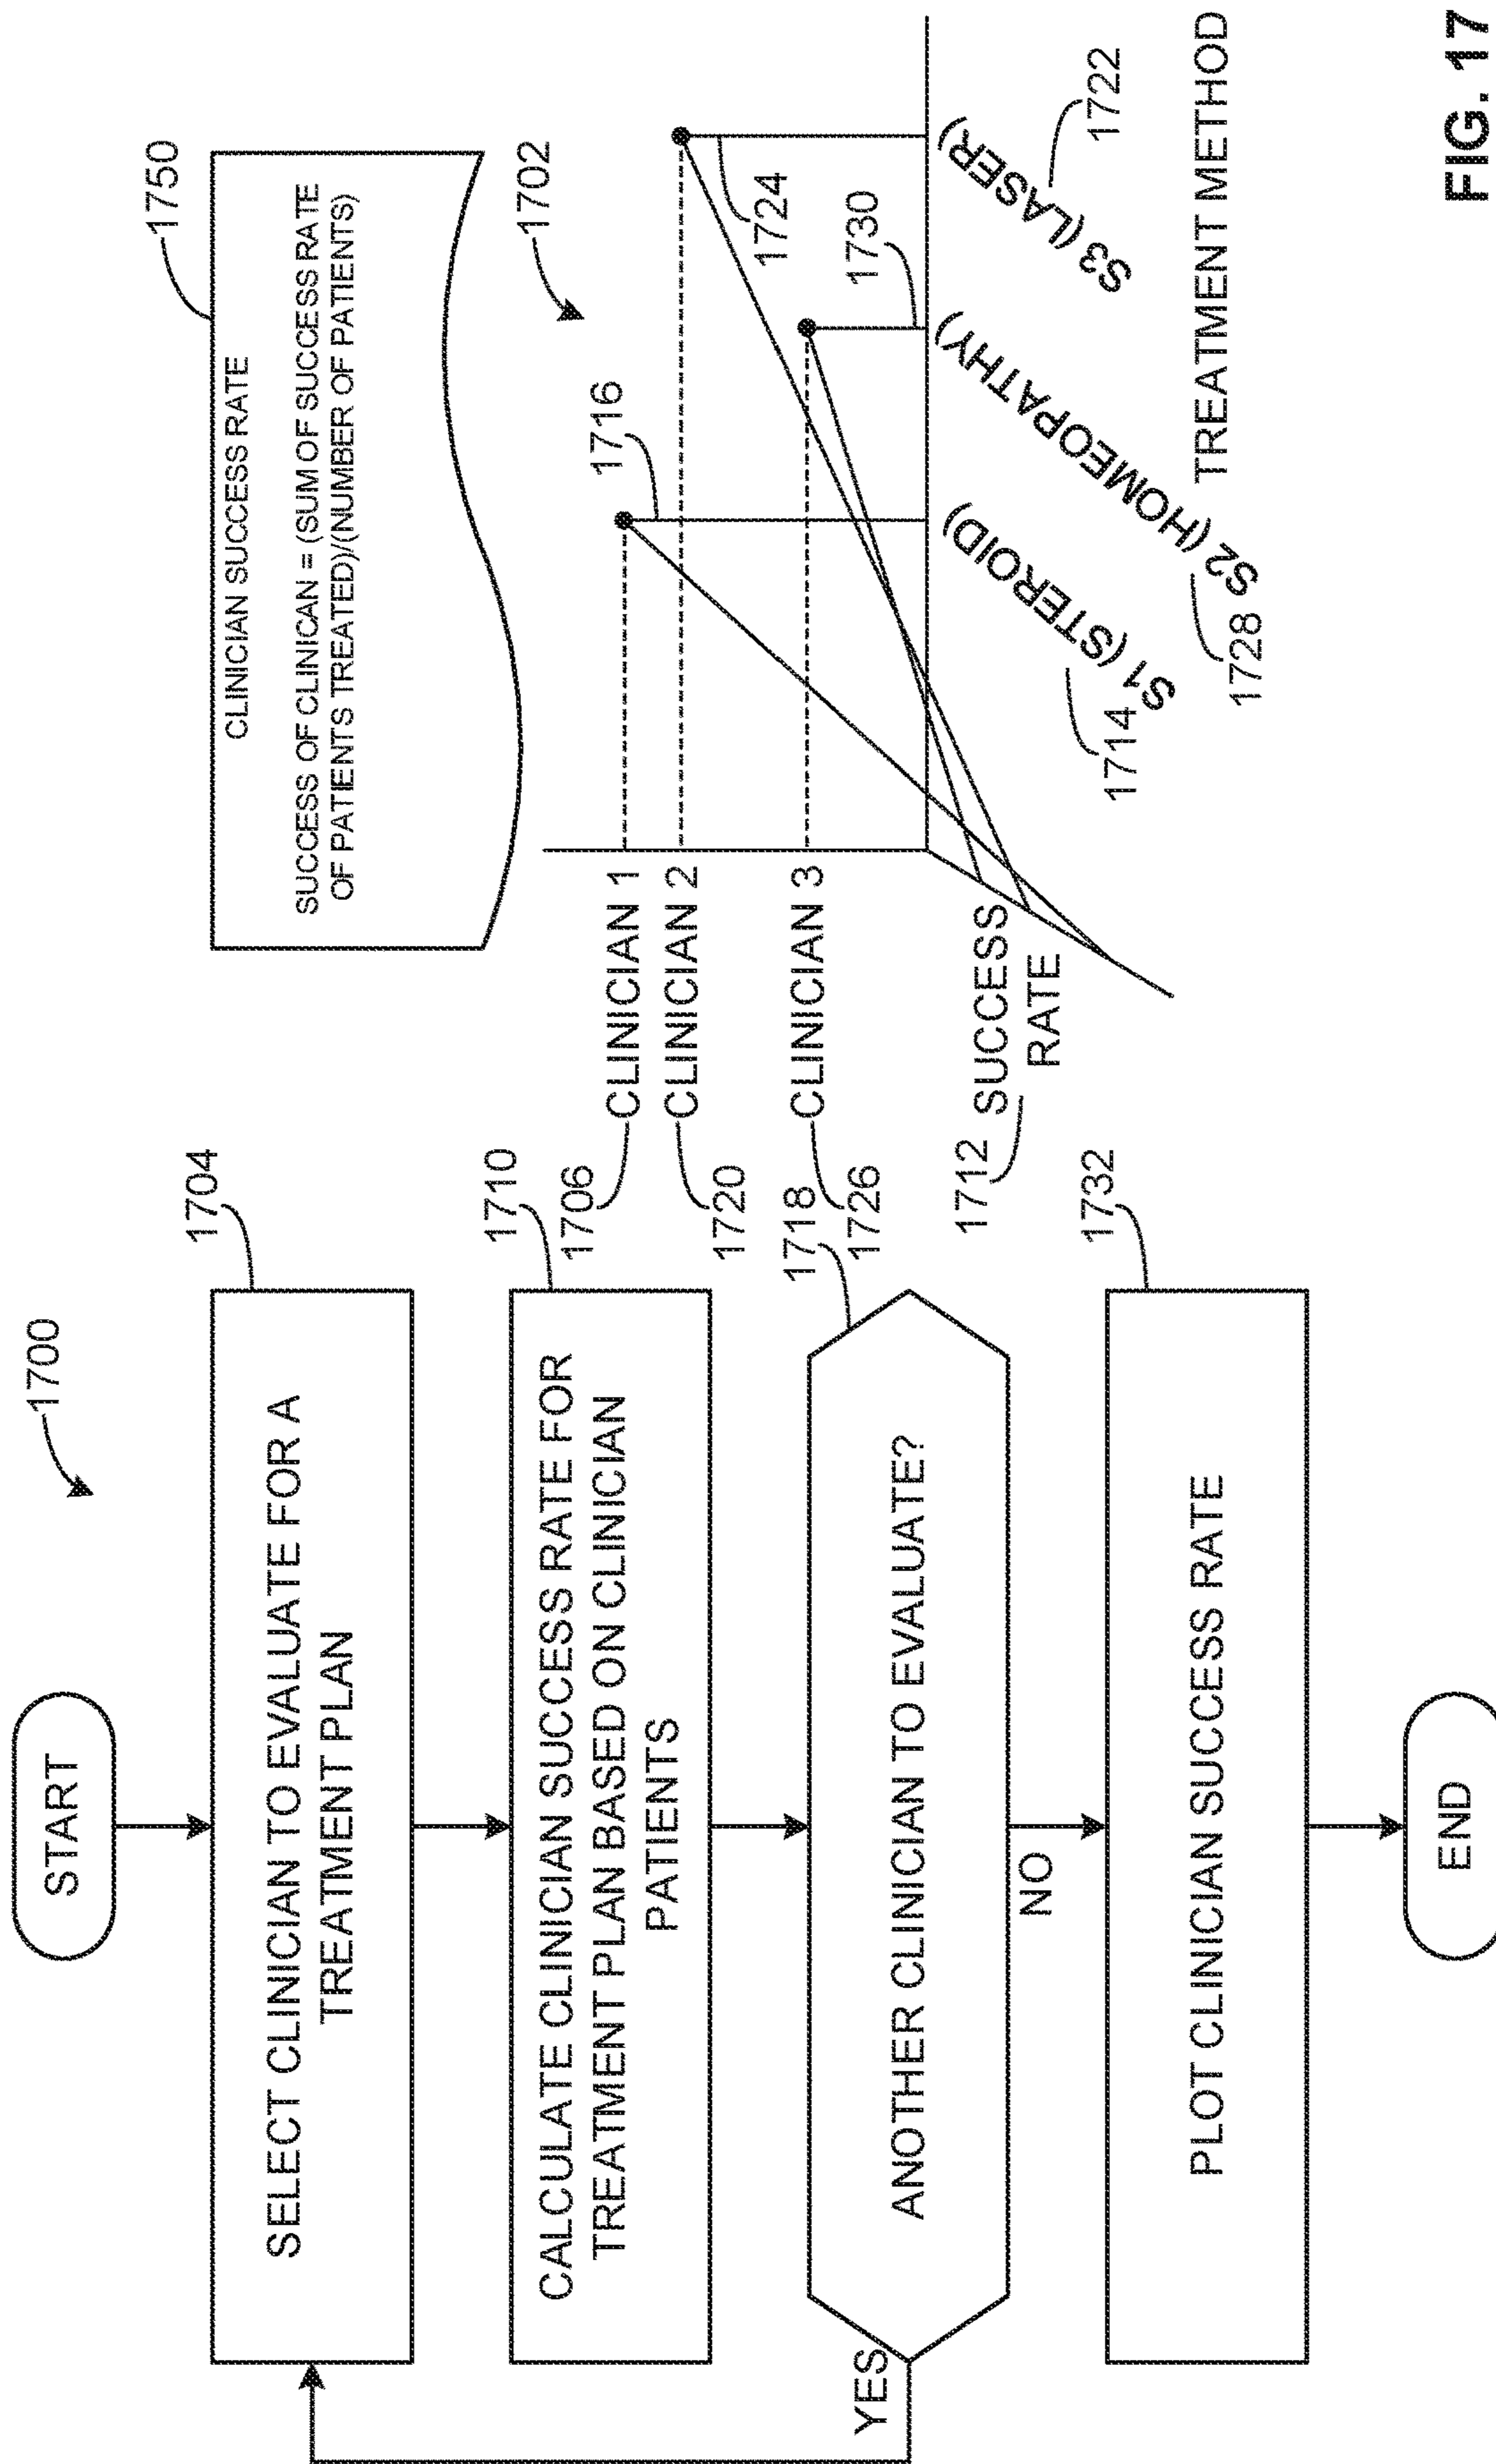 1700
START
1704
SELECT CLINICIAN TO EVALUATE FOR A
TREATMENT PLAN
1710
CALCULATE CLINICIAN SUCCESS RATE FOR
TREATMENT PLAN BASED ON CLINICIAN
PATIENTS
1718
ANOTHER CLINICIAN TO EVALUATE?
YES
NO
1732
PLOT CLINICIAN SUCCESS RATE
END
1750
CLINICIAN SUCCESS RATE
SUCCESS OF CLINICAN = (SUM OF SUCCESS RATE
OF PATIENTS TREATED)/(NUMBER OF PATIENTS)
1702
1706
CLINICIAN 1
1716
1720
CLINICIAN 2
1724
1726
CLINICIAN 3
1730
1712
SUCCESS
RATE
S1 (STEROID)
1714
S2 (HOMEOPATHY)
1728
S3 (LASER)
1722
TREATMENT METHOD
FIG. 17